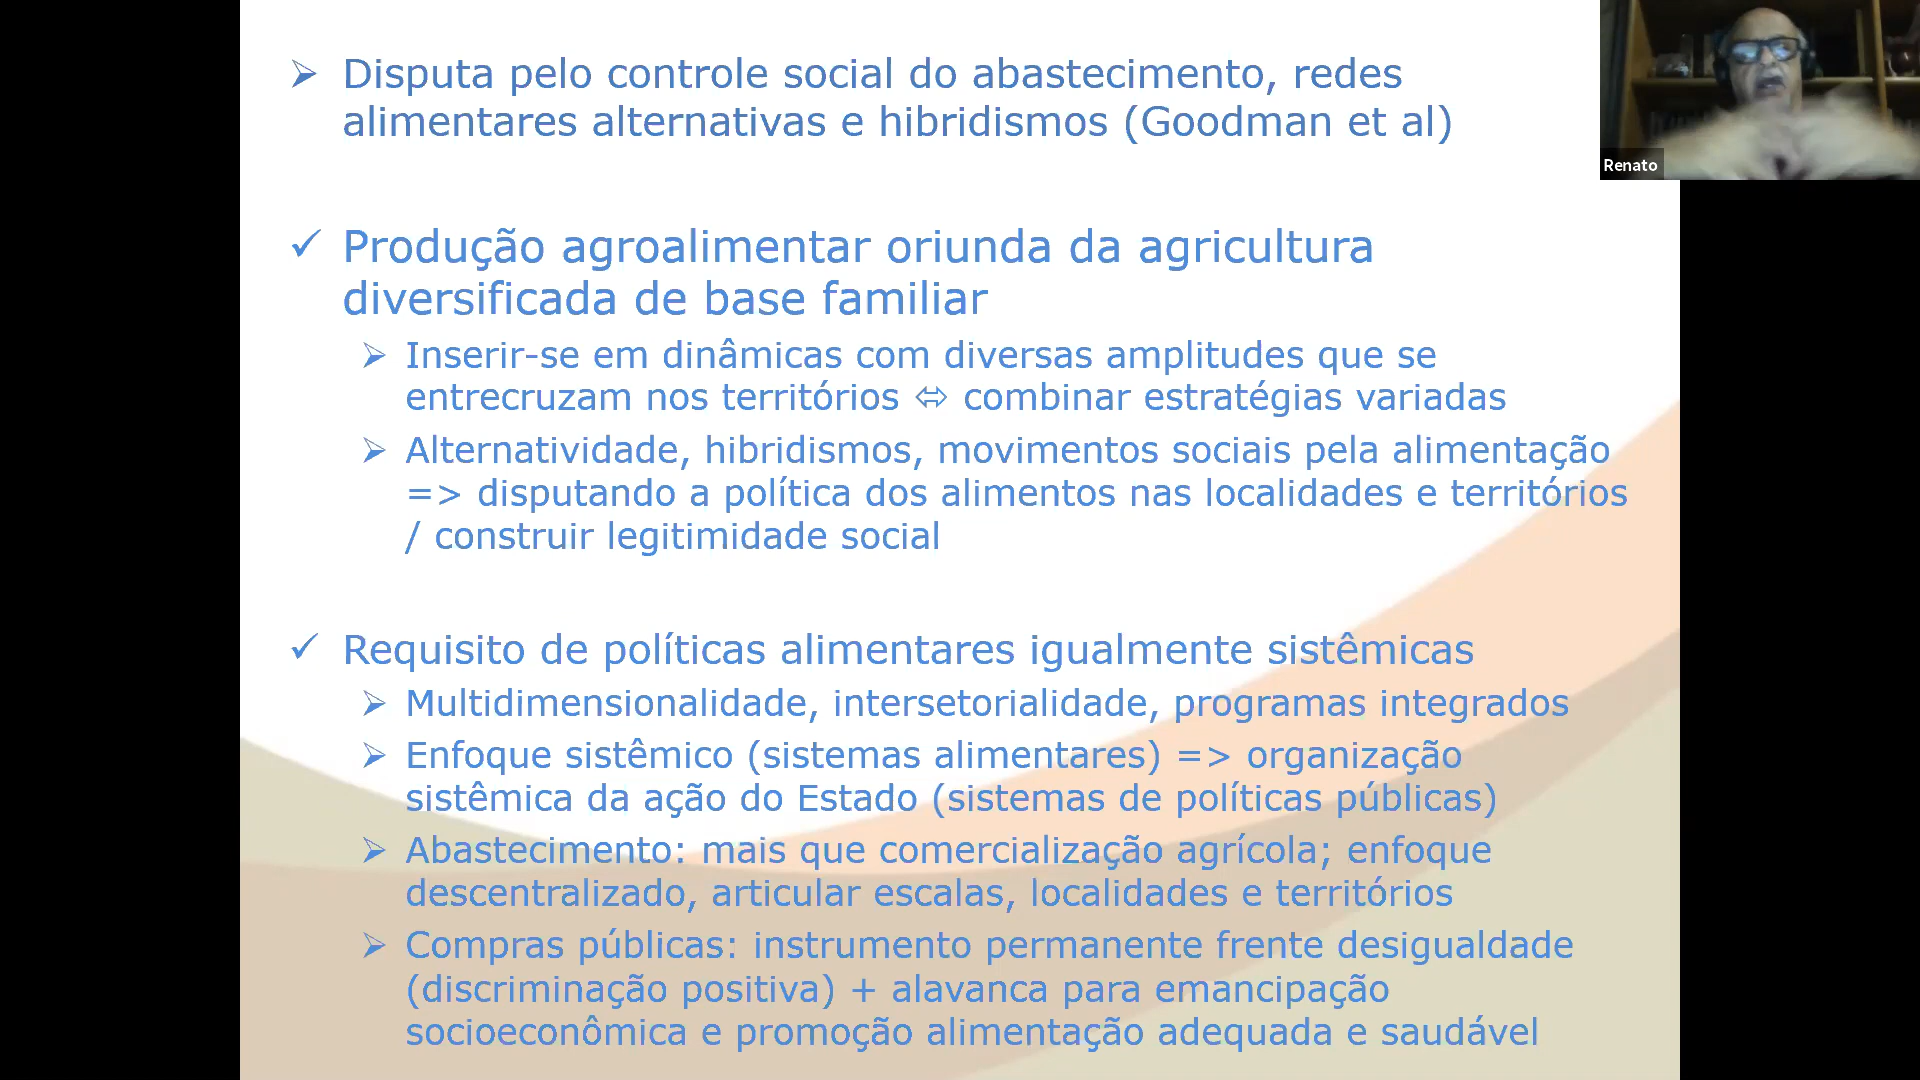 ➢ Disputa pelo controle social do abastecimento, redes
alimentares alternativas e hibridismos (Goodman et al)
✓ Produção agroalimentar oriunda da agricultura
diversificada de base familiar
➢ Inserir-se em dinâmicas com diversas amplitudes que se
entrecruzam nos territórios ⬄ combinar estratégias variadas
➢ Alternatividade, hibridismos, movimentos sociais pela alimentação
=> disputando a política dos alimentos nas localidades e territórios
/ construir legitimidade social
✓ Requisito de políticas alimentares igualmente sistêmicas
➢ Multidimensionalidade, intersetorialidade, programas integrados
➢ Enfoque sistêmico (sistemas alimentares) => organização
sistêmica da ação do Estado (sistemas de políticas públicas)
➢ Abastecimento: mais que comercialização agrícola; enfoque
descentralizado, articular escalas, localidades e territórios
➢ Compras públicas: instrumento permanente frente desigualdade
(discriminação positiva) + alavanca para emancipação
socioeconômica e promoção alimentação adequada e saudável
Renato